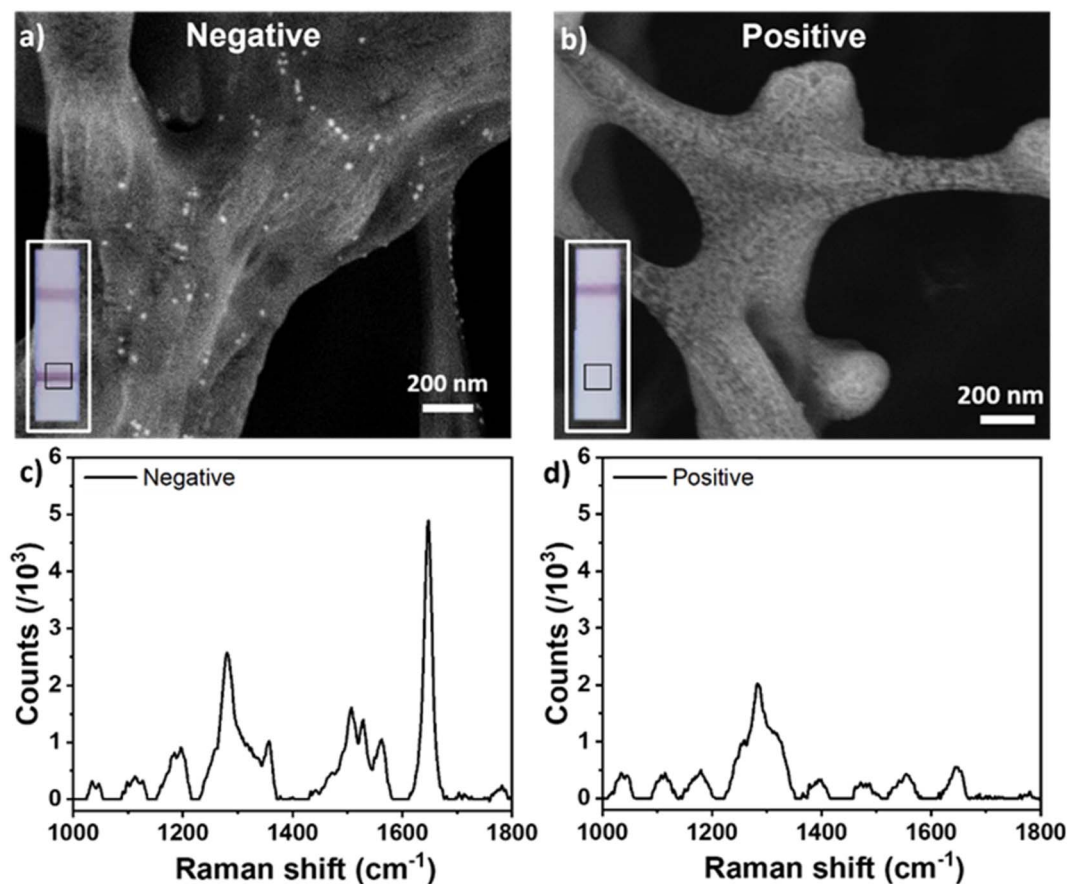 a) Negative
200 nm
b) Positive
200 nm
c)
Negative
6
5
4
3
2
1
0
Counts (/10³)
1000 1200 1400 1600 1800
Raman shift (cm⁻¹)
d)
Positive
6
5
4
3
2
1
0
Counts (/10³)
1000 1200 1400 1600 1800
Raman shift (cm⁻¹)